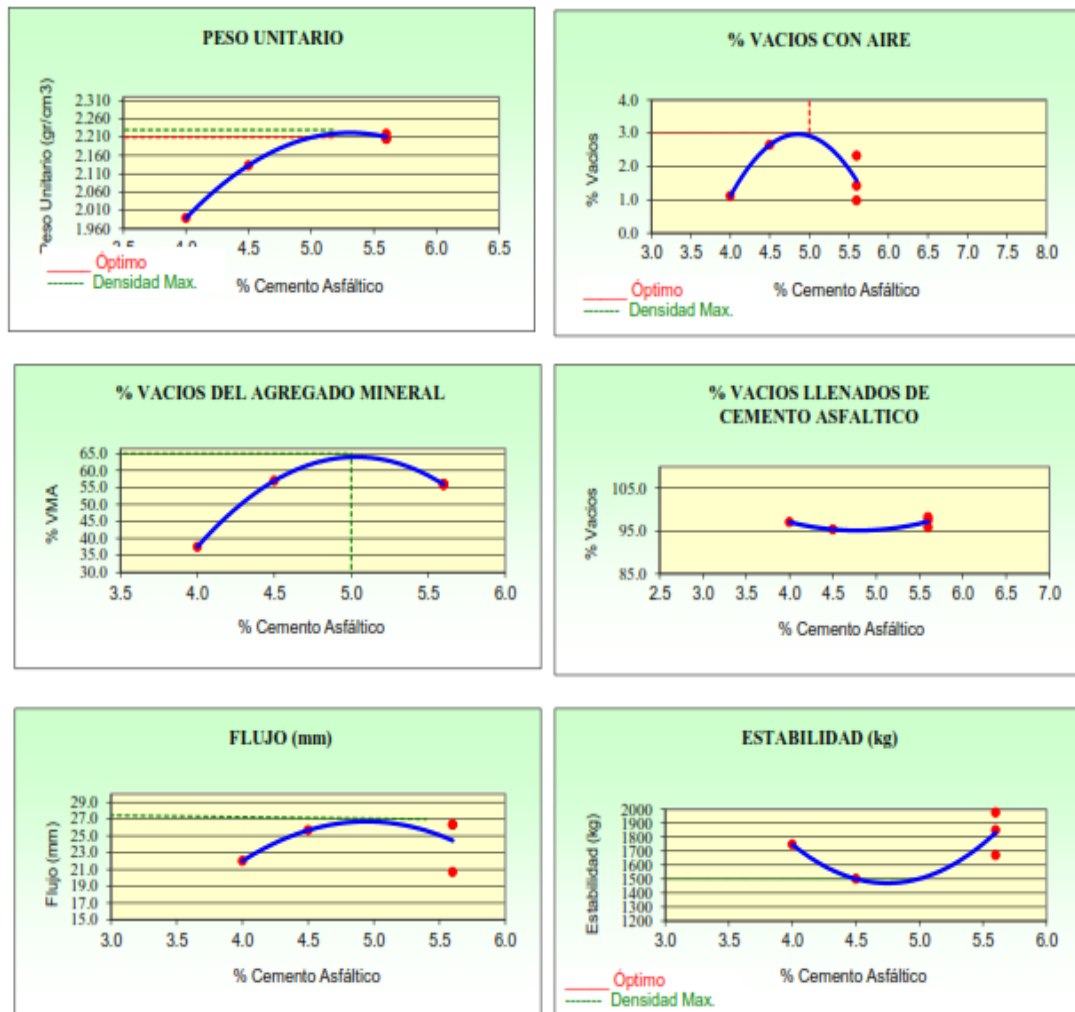 PESO UNITARIO
Peso Unitario (gr/cm3)
2.310
2.260
2.210
2.160
2.110
2.060
2.010
1.960
4.5 5.0 5.5 6.0 6.5
______ Óptimo
------- Densidad Max.
% Cemento Asfáltico
% VACIOS CON AIRE
% Vacios
4.0
3.0
2.0
1.0
0.0
3.0 4.0 4.5 5.0 5.5 6.5 7.0 7.5 8.0
______ Óptimo
------- Densidad Max.
% Cemento Asfáltico
% VACIOS DEL AGREGADO MINERAL
% VMA
65.0
60.0
55.0
50.0
45.0
40.0
35.0
30.0
3.5 4.0 4.5 5.0 5.5 6.0
% Cemento Asfáltico
% VACIOS LLENADOS DE
CEMENTO ASFALTICO
% Vacios
105.0
95.0
85.0
2.5 3.0 3.5 4.0 4.5 5.0 5.5 6.0 6.5 7.0
% Cemento Asfáltico
FLUJO (mm)
Flujo (mm)
29.0
27.0
25.0
23.0
21.0
19.0
17.0
15.0
3.0 3.5 4.0 4.5 5.0 5.5 6.0
% Cemento Asfáltico
ESTABILIDAD (kg)
Estabilidad (kg)
2000
1900
1800
1700
1600
1500
1400
1300
1200
3.0 3.5 4.0 4.5 5.0 5.5 6.0
% Cemento Asfáltico
______ Óptimo
------- Densidad Max.